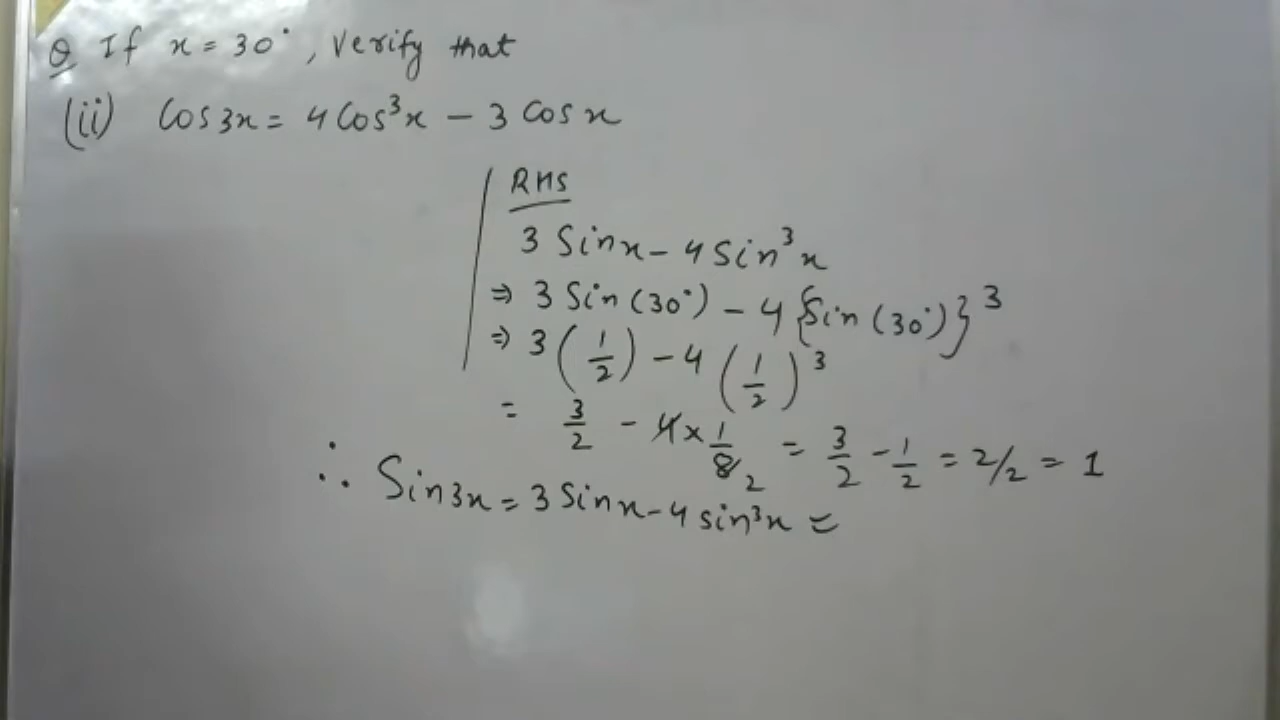 Q If x = 30°, Verify that
(ii) Cos 3x = 4 Cos³x - 3 Cos x
RHS
3 Sin x - 4 Sin³x
⇒ 3 Sin (30°) - 4 {Sin (30°)}³
⇒ 3 (1/2) - 4 (1/2)³
= 3/2 - 4 × 1/8 2 = 3/2 - 1/2 = 2/2 = 1
∴ Sin 3x = 3 Sin x - 4 sin³x =